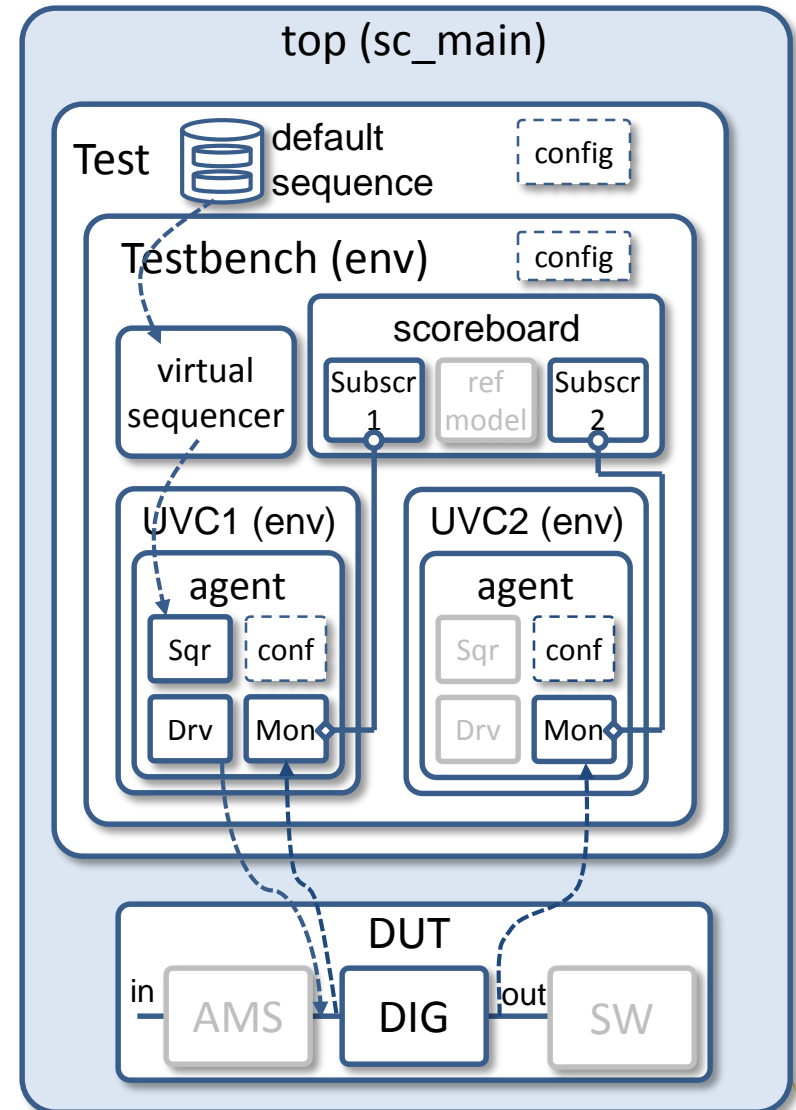 top (sc_main)
Test
default
sequence
config
Testbench (env)
config
scoreboard
virtual
sequencer
Subscr
1
ref
model
Subscr
2
UVC1 (env)
UVC2 (env)
agent
agent
Sqr
conf
Sqr
conf
Drv
Mon
Drv
Mon
DUT
in
AMS
DIG
out
SW